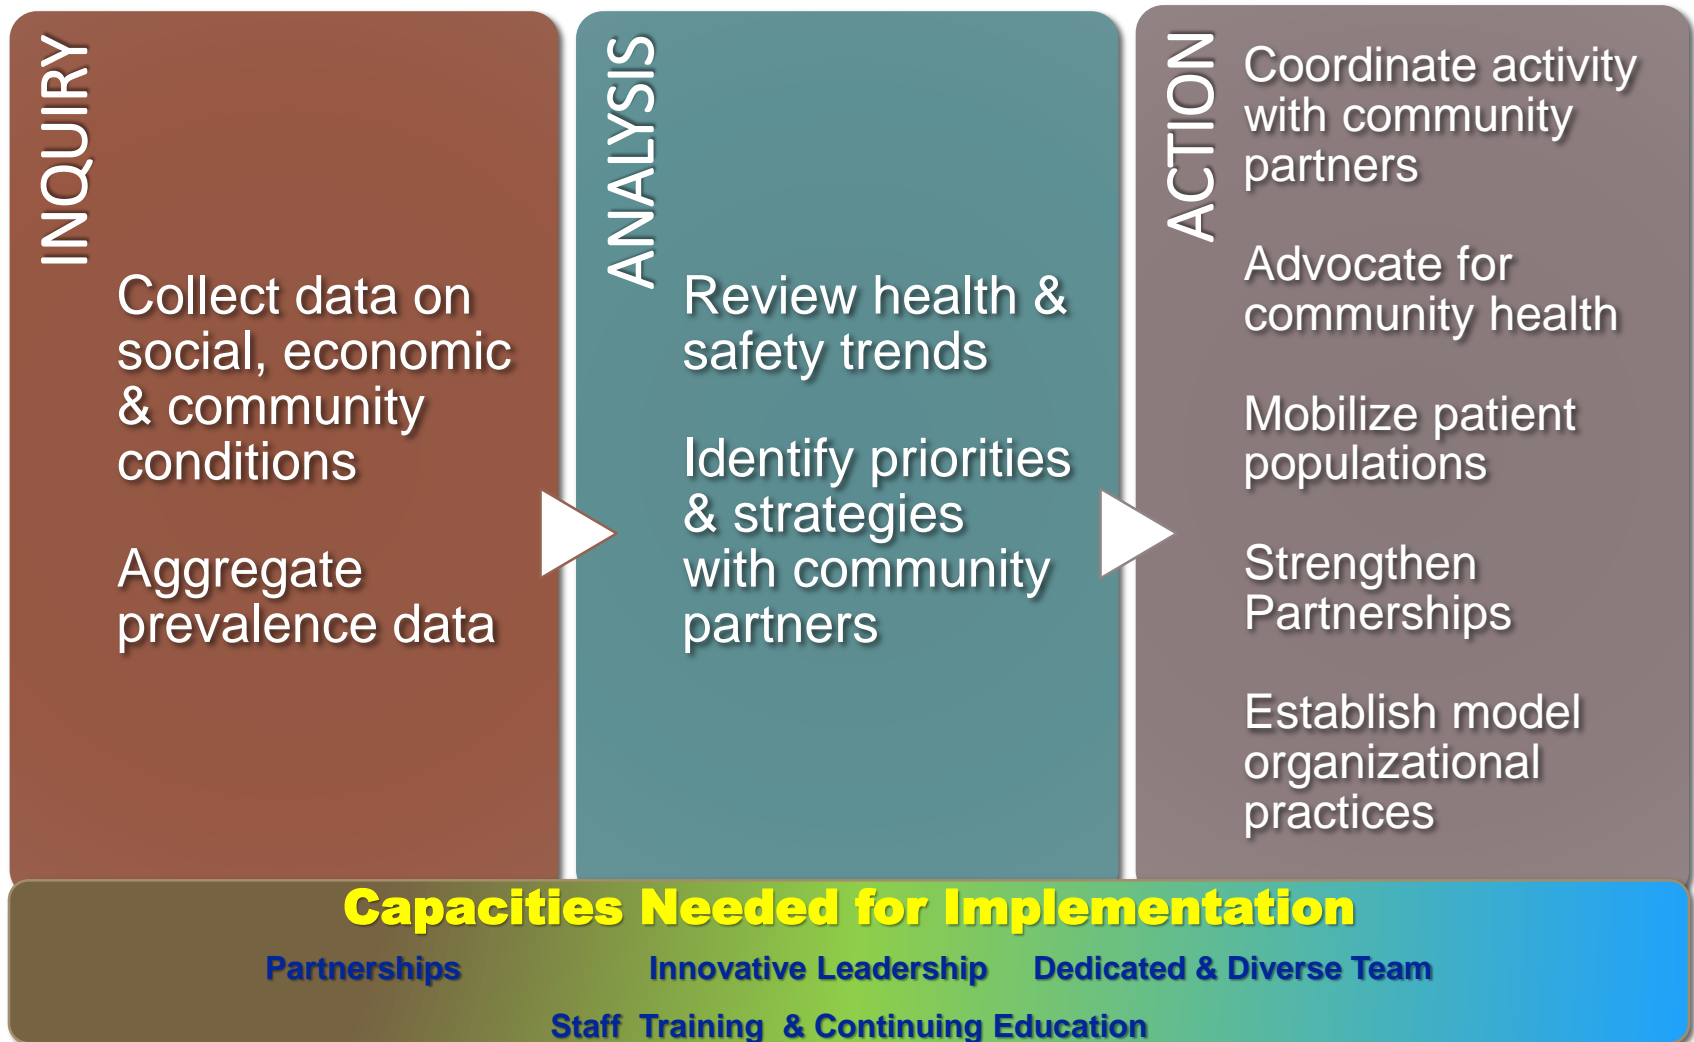 INQUIRY
Collect data on
social, economic
& community
conditions
Aggregate
prevalence data
ANALYSIS
Review health &
safety trends
Identify priorities
& strategies
with community
partners
ACTION
Coordinate activity
with community
partners
Advocate for
community health
Mobilize patient
populations
Strengthen
Partnerships
Establish model
organizational
practices
Capacities Needed for Implementation
Partnerships Innovative Leadership Dedicated & Diverse Team
Staff Training & Continuing Education